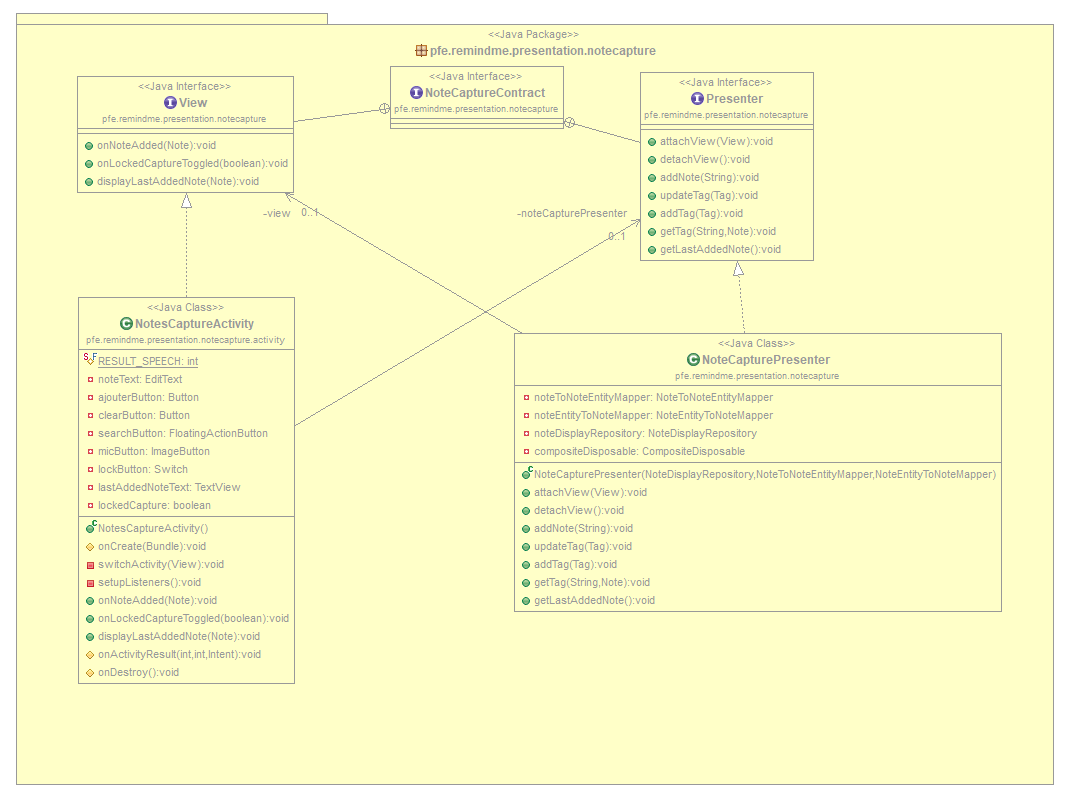 <<Java Package>>
pfe.remindme.presentation.notecapture
<<Java Interface>>
View
pfe.remindme.presentation.notecapture
onNoteAdded(Note):void
onLockedCaptureToggled(boolean):void
displayLastAddedNote(Note):void
<<Java Interface>>
NoteCaptureContract
pfe.remindme.presentation.notecapture
<<Java Interface>>
Presenter
pfe.remindme.presentation.notecapture
attachView(View):void
detachView():void
addNote(String):void
updateTag(Tag):void
addTag(Tag):void
getTag(String,Note):void
getLastAddedNote():void
-view 0..1
-noteCapturePresenter
0..1
<<Java Class>>
NotesCaptureActivity
pfe.remindme.presentation.notecapture.activity
RESULT_SPEECH: int
noteText: EditText
ajouterButton: Button
clearButton: Button
searchButton: FloatingActionButton
micButton: ImageButton
lockButton: Switch
lastAddedNoteText: TextView
lockedCapture: boolean
NotesCaptureActivity()
onCreate(Bundle):void
switchActivity(View):void
setupListeners():void
onNoteAdded(Note):void
onLockedCaptureToggled(boolean):void
displayLastAddedNote(Note):void
onActivityResult(int,int,Intent):void
onDestroy():void
<<Java Class>>
NoteCapturePresenter
pfe.remindme.presentation.notecapture
noteToNoteEntityMapper: NoteToNoteEntityMapper
noteEntityToNoteMapper: NoteEntityToNoteMapper
noteDisplayRepository: NoteDisplayRepository
compositeDisposable: CompositeDisposable
NoteCapturePresenter(NoteDisplayRepository,NoteToNoteEntityMapper,NoteEntityToNoteMapper)
attachView(View):void
detachView():void
addNote(String):void
updateTag(Tag):void
addTag(Tag):void
getTag(String,Note):void
getLastAddedNote():void